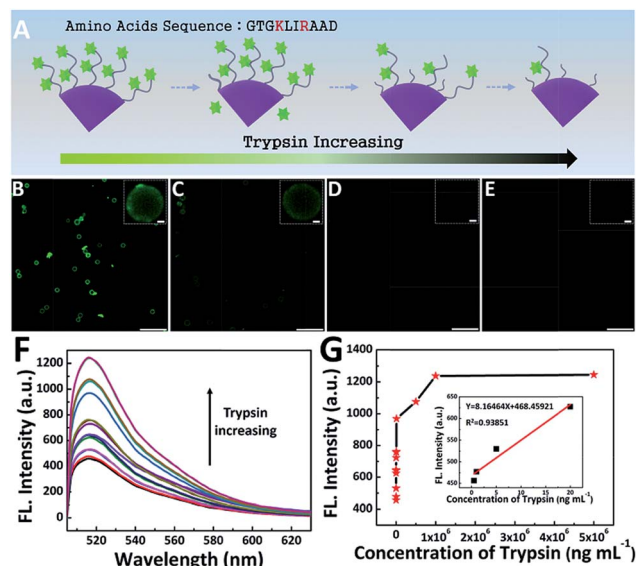 A
Amino Acids Sequence : GTGKLIRAAD
Trypsin Increasing
B
C
D
E
F
1200
1000
800
600
400
200
0
FL. Intensity (a.u.)
Trypsin
increasing
520 540 560 580 600 620
Wavelength (nm)
G
1400
1200
1000
800
600
400
FL. Intensity (a.u.)
650
600
550
500
450
FL. Intensity (a.u.)
Y=8.16464X+468.45921
R²=0.93851
0 5 10 15 20
Concentration of Trypsin (ng mL⁻¹)
0 1x10⁶ 2x10⁶ 3x10⁶ 4x10⁶ 5x10⁶
Concentration of Trypsin (ng mL⁻¹)